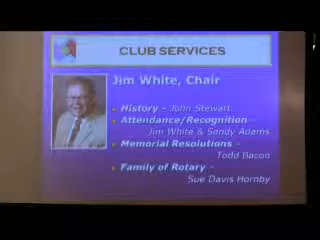 CLUB SERVICES
Jim White, Chair
History – John Stewart
Attendance/Recognition –
Jim White & Sandy Adams
Memorial Resolutions –
Todd Bacon
Family of Rotary –
Sue Davis Hornby